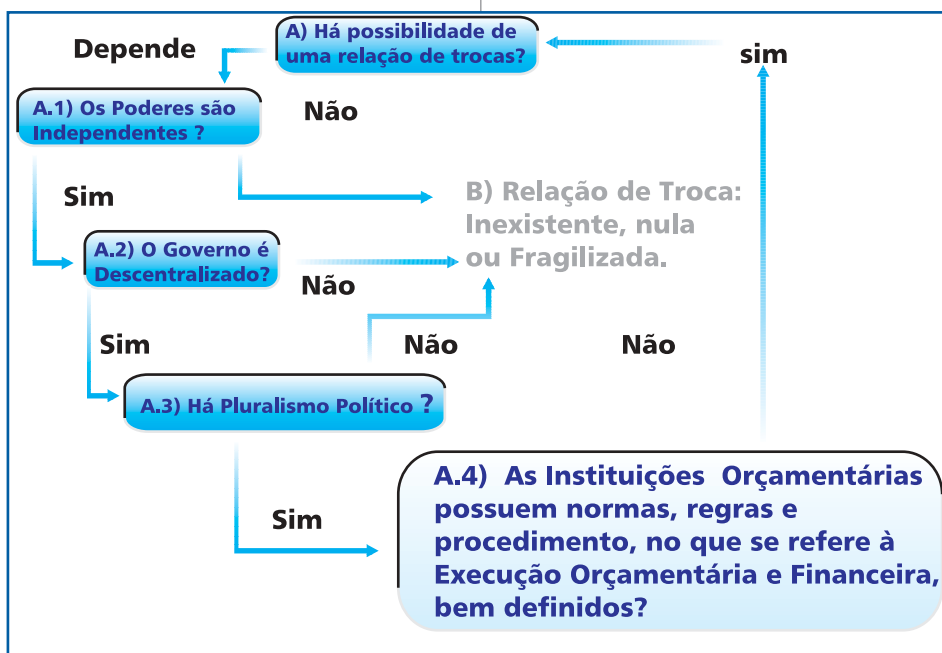 Depende
A) Há possibilidade de
uma relação de trocas?
sim
A.1) Os Poderes são
Independentes ?
Não
Sim
B) Relação de Troca:
Inexistente, nula
ou Fragilizada.
A.2) O Governo é
Descentralizado?
Não
Sim
Não
Não
A.3) Há Pluralismo Político ?
Sim
A.4) As Instituições Orçamentárias
possuem normas, regras e
procedimento, no que se refere à
Execução Orçamentária e Financeira,
bem definidos?